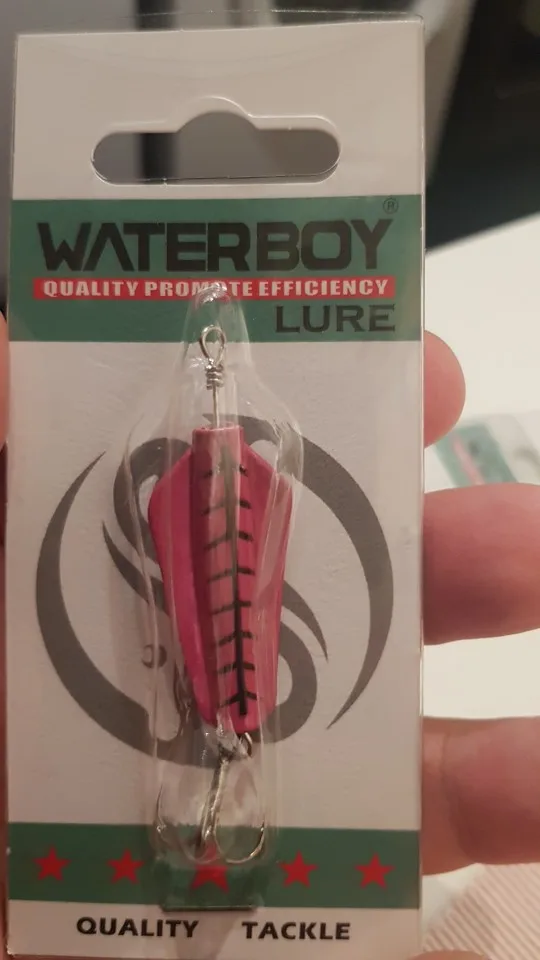 WATERBOY®
QUALITY PROMOTE EFFICIENCY
LURE
QUALITY TACKLE